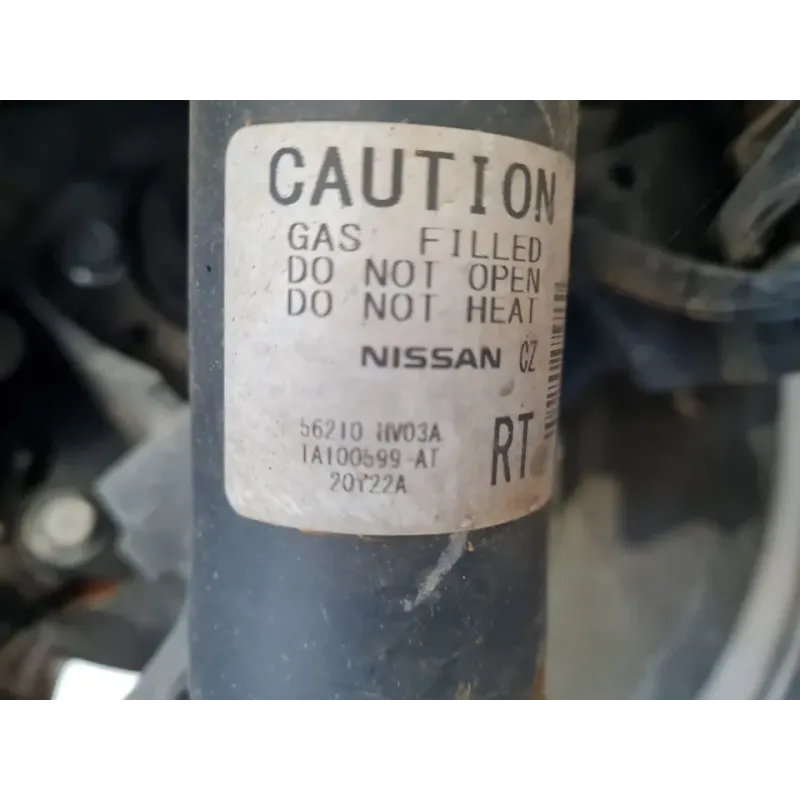 CAUTION
GAS FILLED
DO NOT OPEN
DO NOT HEAT
NISSAN CZ
56210 HV03A
1A100599-AT
20Y22A
RT